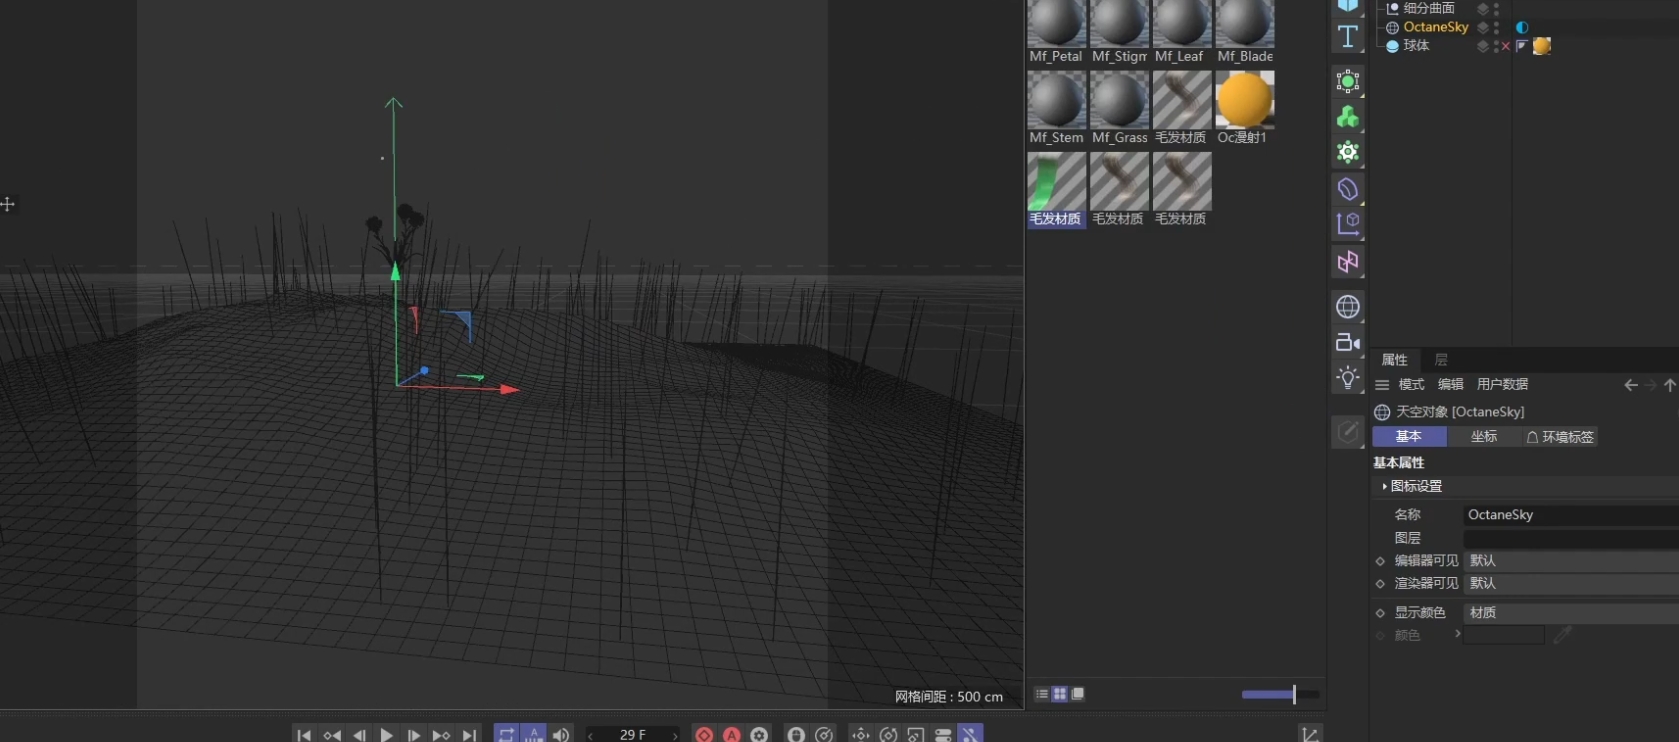 细分曲面
OctaneSky
球体
Mf_Petal Mf_Stigm Mf_Leaf Mf_Blade
Mf_Stem Mf_Grass 毛发材质 Oc漫射1
毛发材质 毛发材质 毛发材质
属性 层
模式 编辑 用户数据
天空对象 [OctaneSky]
基本 坐标 环境标签
基本属性
图标设置
名称 OctaneSky
图层
编辑器可见 默认
渲染器可见 默认
显示颜色 材质
颜色
网格间距 : 500 cm
29 F